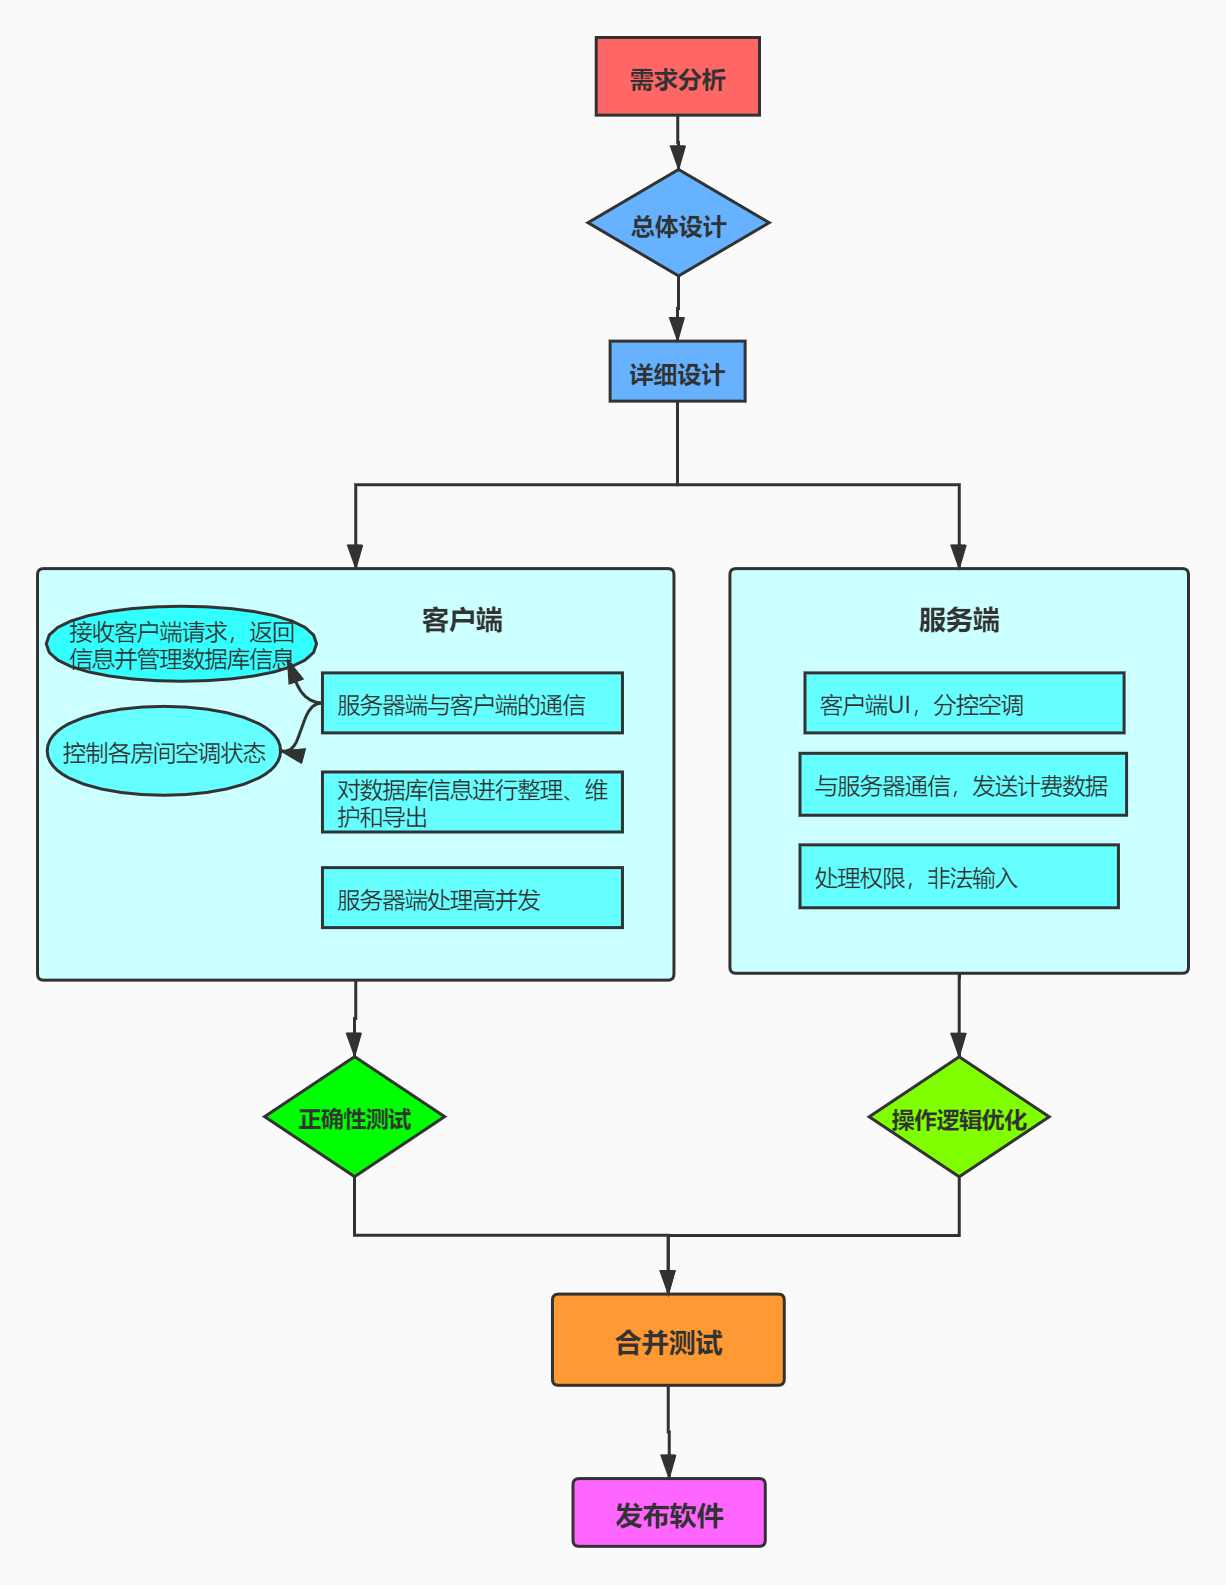 需求分析
总体设计
详细设计
客户端
接收客户端请求，返回
信息并管理数据库信息
服务器端与客户端的通信
控制各房间空调状态
对数据库信息进行整理、维
护和导出
服务器端处理高并发
服务端
客户端UI，分控空调
与服务器通信，发送计费数据
处理权限，非法输入
正确性测试
操作逻辑优化
合并测试
发布软件